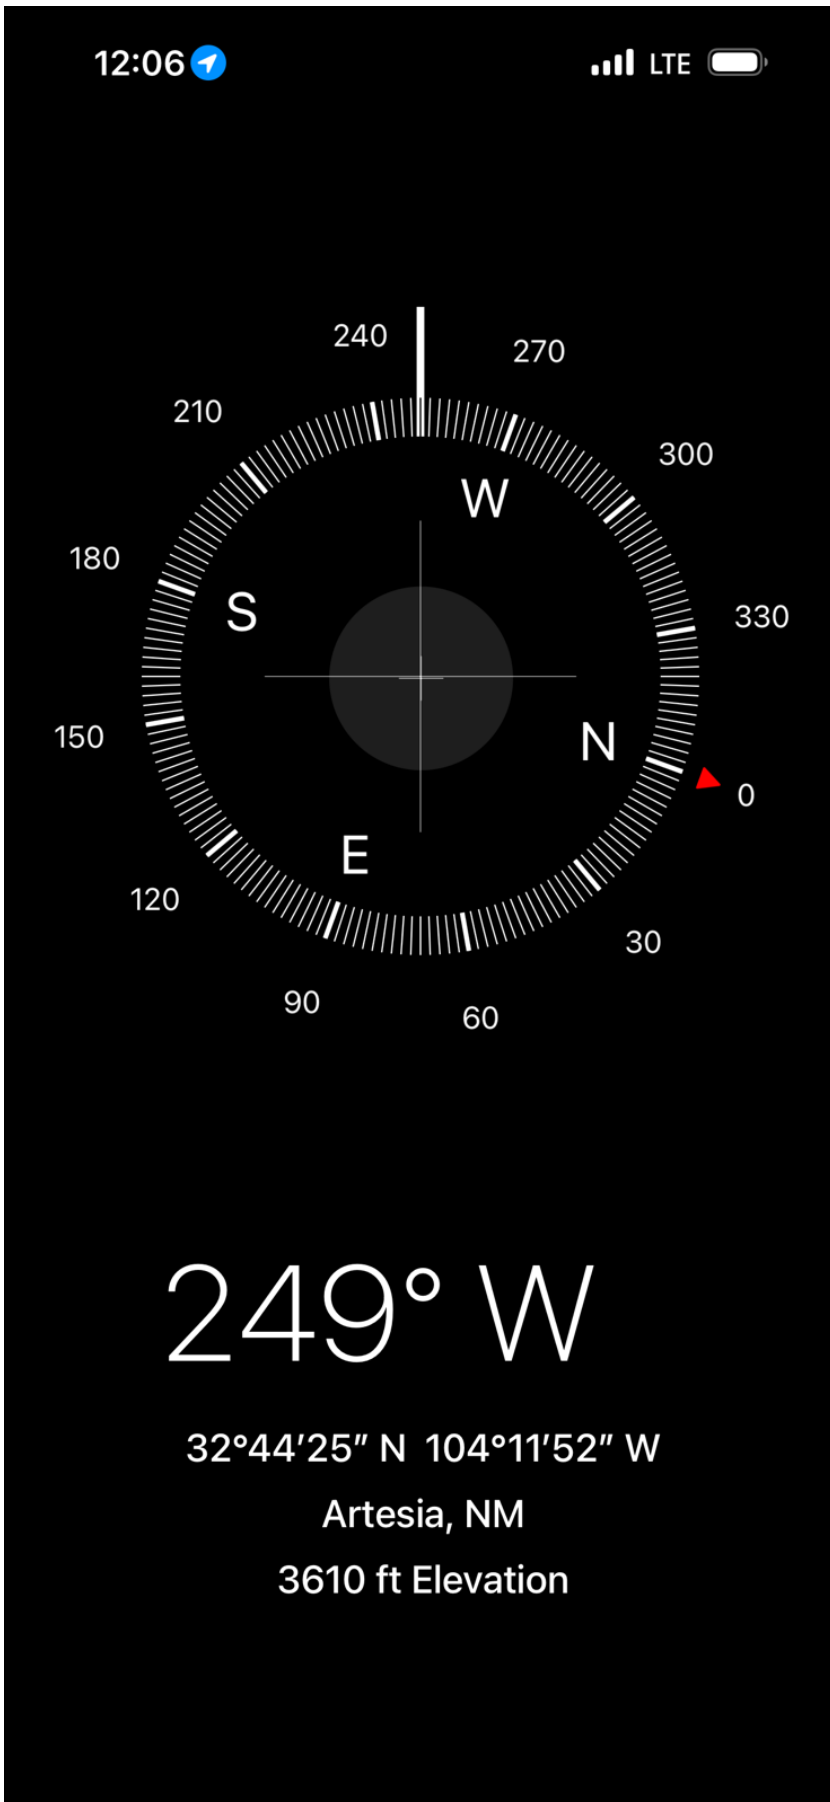 12:06 LTE
240 270
210 300
W
180 S 330
150 N 0
E
120 30
90 60
249° W
32°44′25″ N 104°11′52″ W
Artesia, NM
3610 ft Elevation